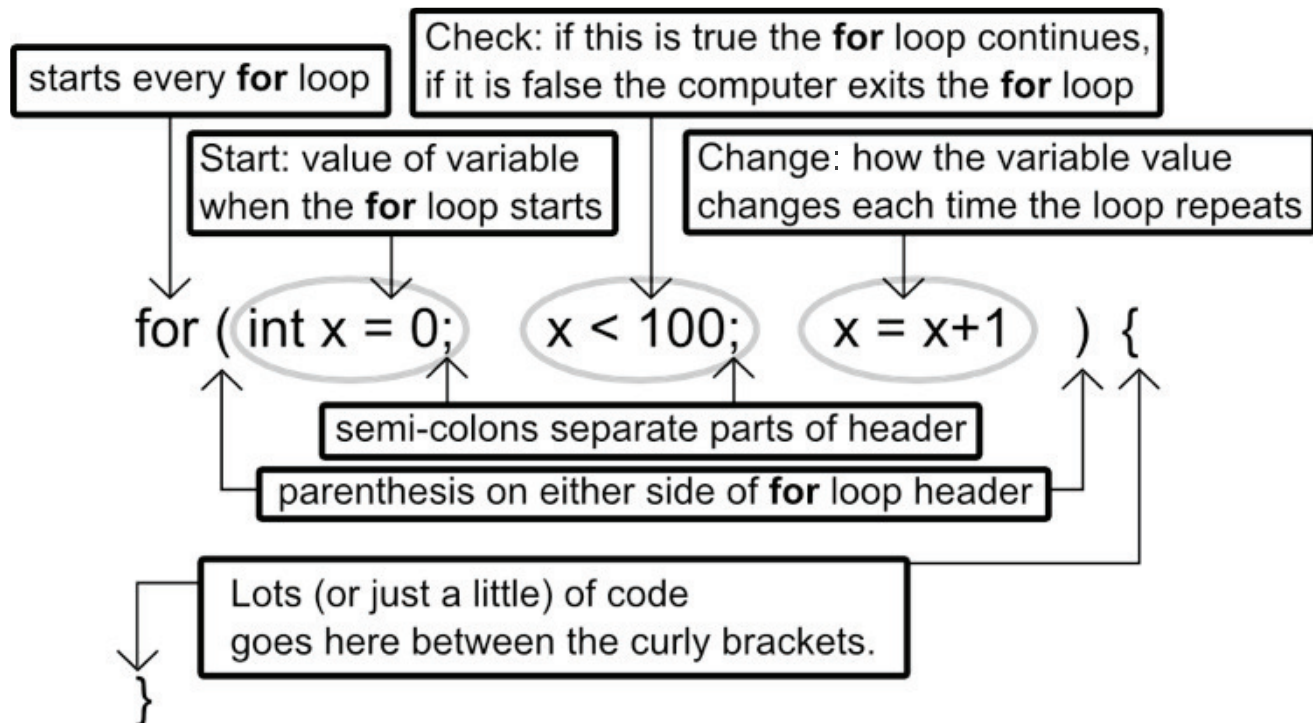 starts every for loop
Check: if this is true the for loop continues,
if it is false the computer exits the for loop
Start: value of variable
when the for loop starts
Change: how the variable value
changes each time the loop repeats
for ( int x = 0; x < 100; x = x+1 ) {
semi-colons separate parts of header
parenthesis on either side of for loop header
Lots (or just a little) of code
goes here between the curly brackets.
}